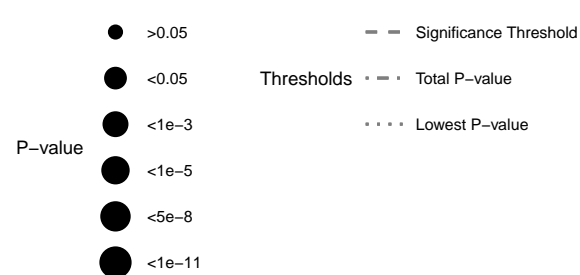 P−value
>0.05
<0.05
<1e−3
<1e−5
<5e−8
<1e−11
Thresholds
Significance Threshold
Total P−value
Lowest P−value